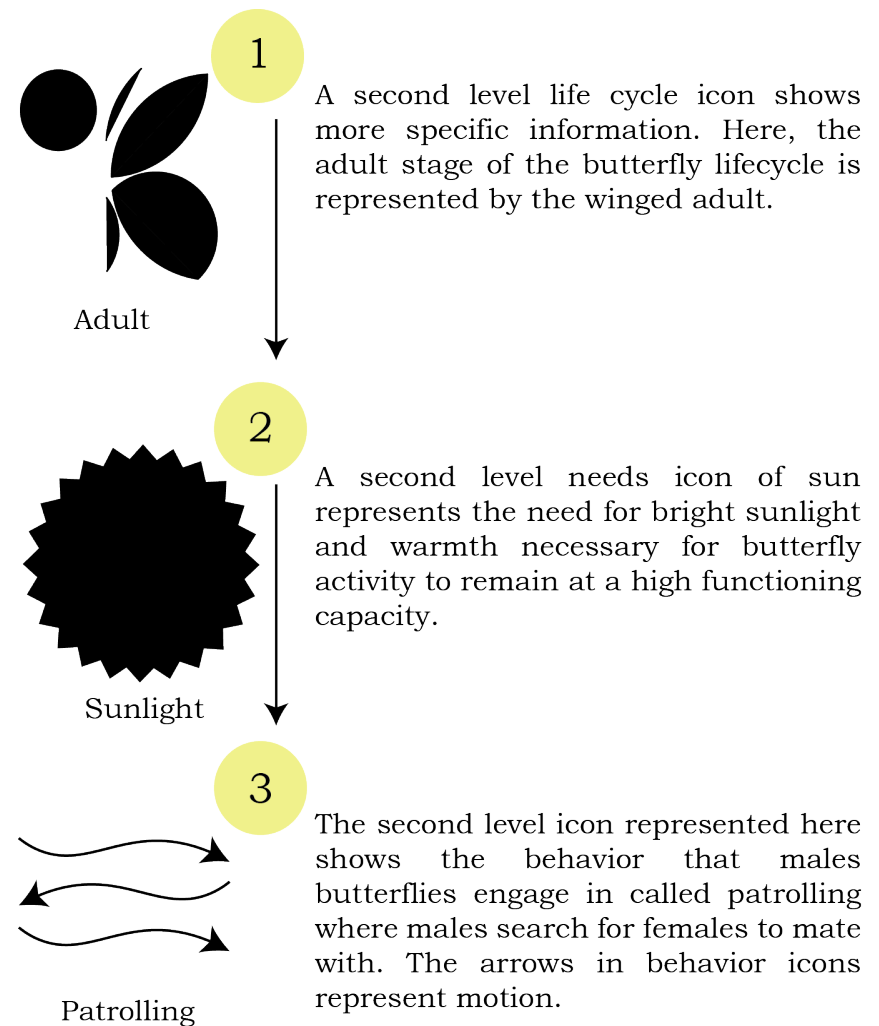 1
A second level life cycle icon shows
more specific information. Here, the
adult stage of the butterfly lifecycle is
represented by the winged adult.
Adult
2
A second level needs icon of sun
represents the need for bright sunlight
and warmth necessary for butterfly
activity to remain at a high functioning
capacity.
Sunlight
3
The second level icon represented here
shows the behavior that males
butterflies engage in called patrolling
where males search for females to mate
with. The arrows in behavior icons
represent motion.
Patrolling